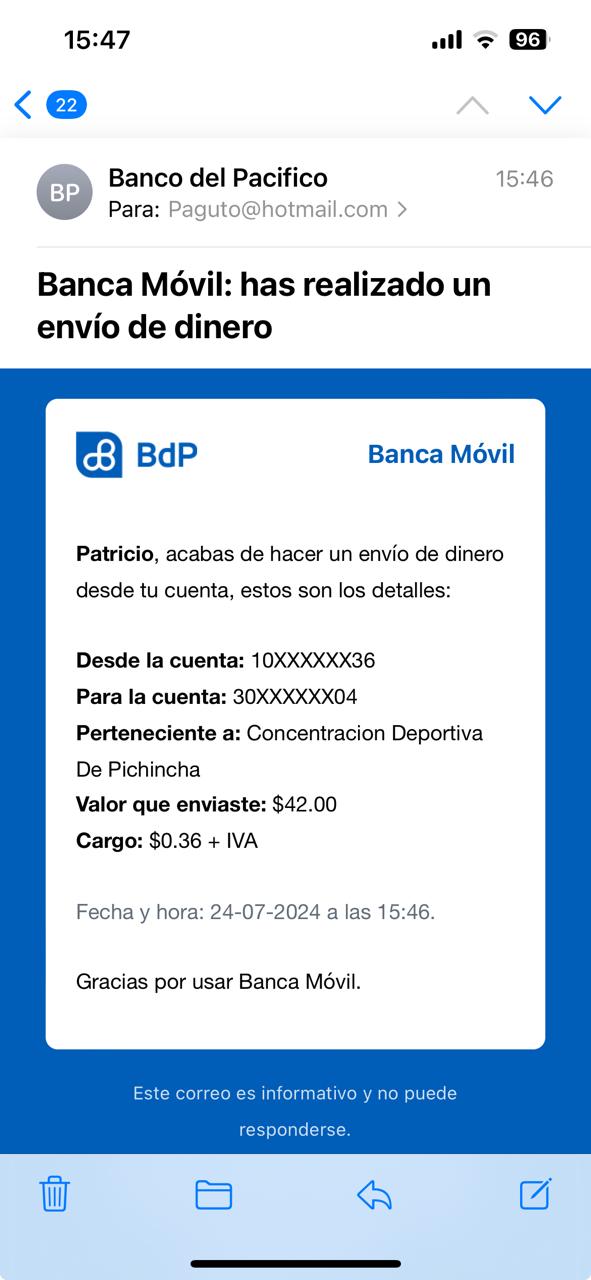 15:47
96
22
BP
Banco del Pacifico
15:46
Para: Paguto@hotmail.com
Banca Móvil: has realizado un
envío de dinero
BdP
Banca Móvil
Patricio, acabas de hacer un envío de dinero
desde tu cuenta, estos son los detalles:
Desde la cuenta: 10XXXXXX36
Para la cuenta: 30XXXXXX04
Perteneciente a: Concentracion Deportiva
De Pichincha
Valor que enviaste: $42.00
Cargo: $0.36 + IVA
Fecha y hora: 24-07-2024 a las 15:46.
Gracias por usar Banca Móvil.
Este correo es informativo y no puede
responderse.